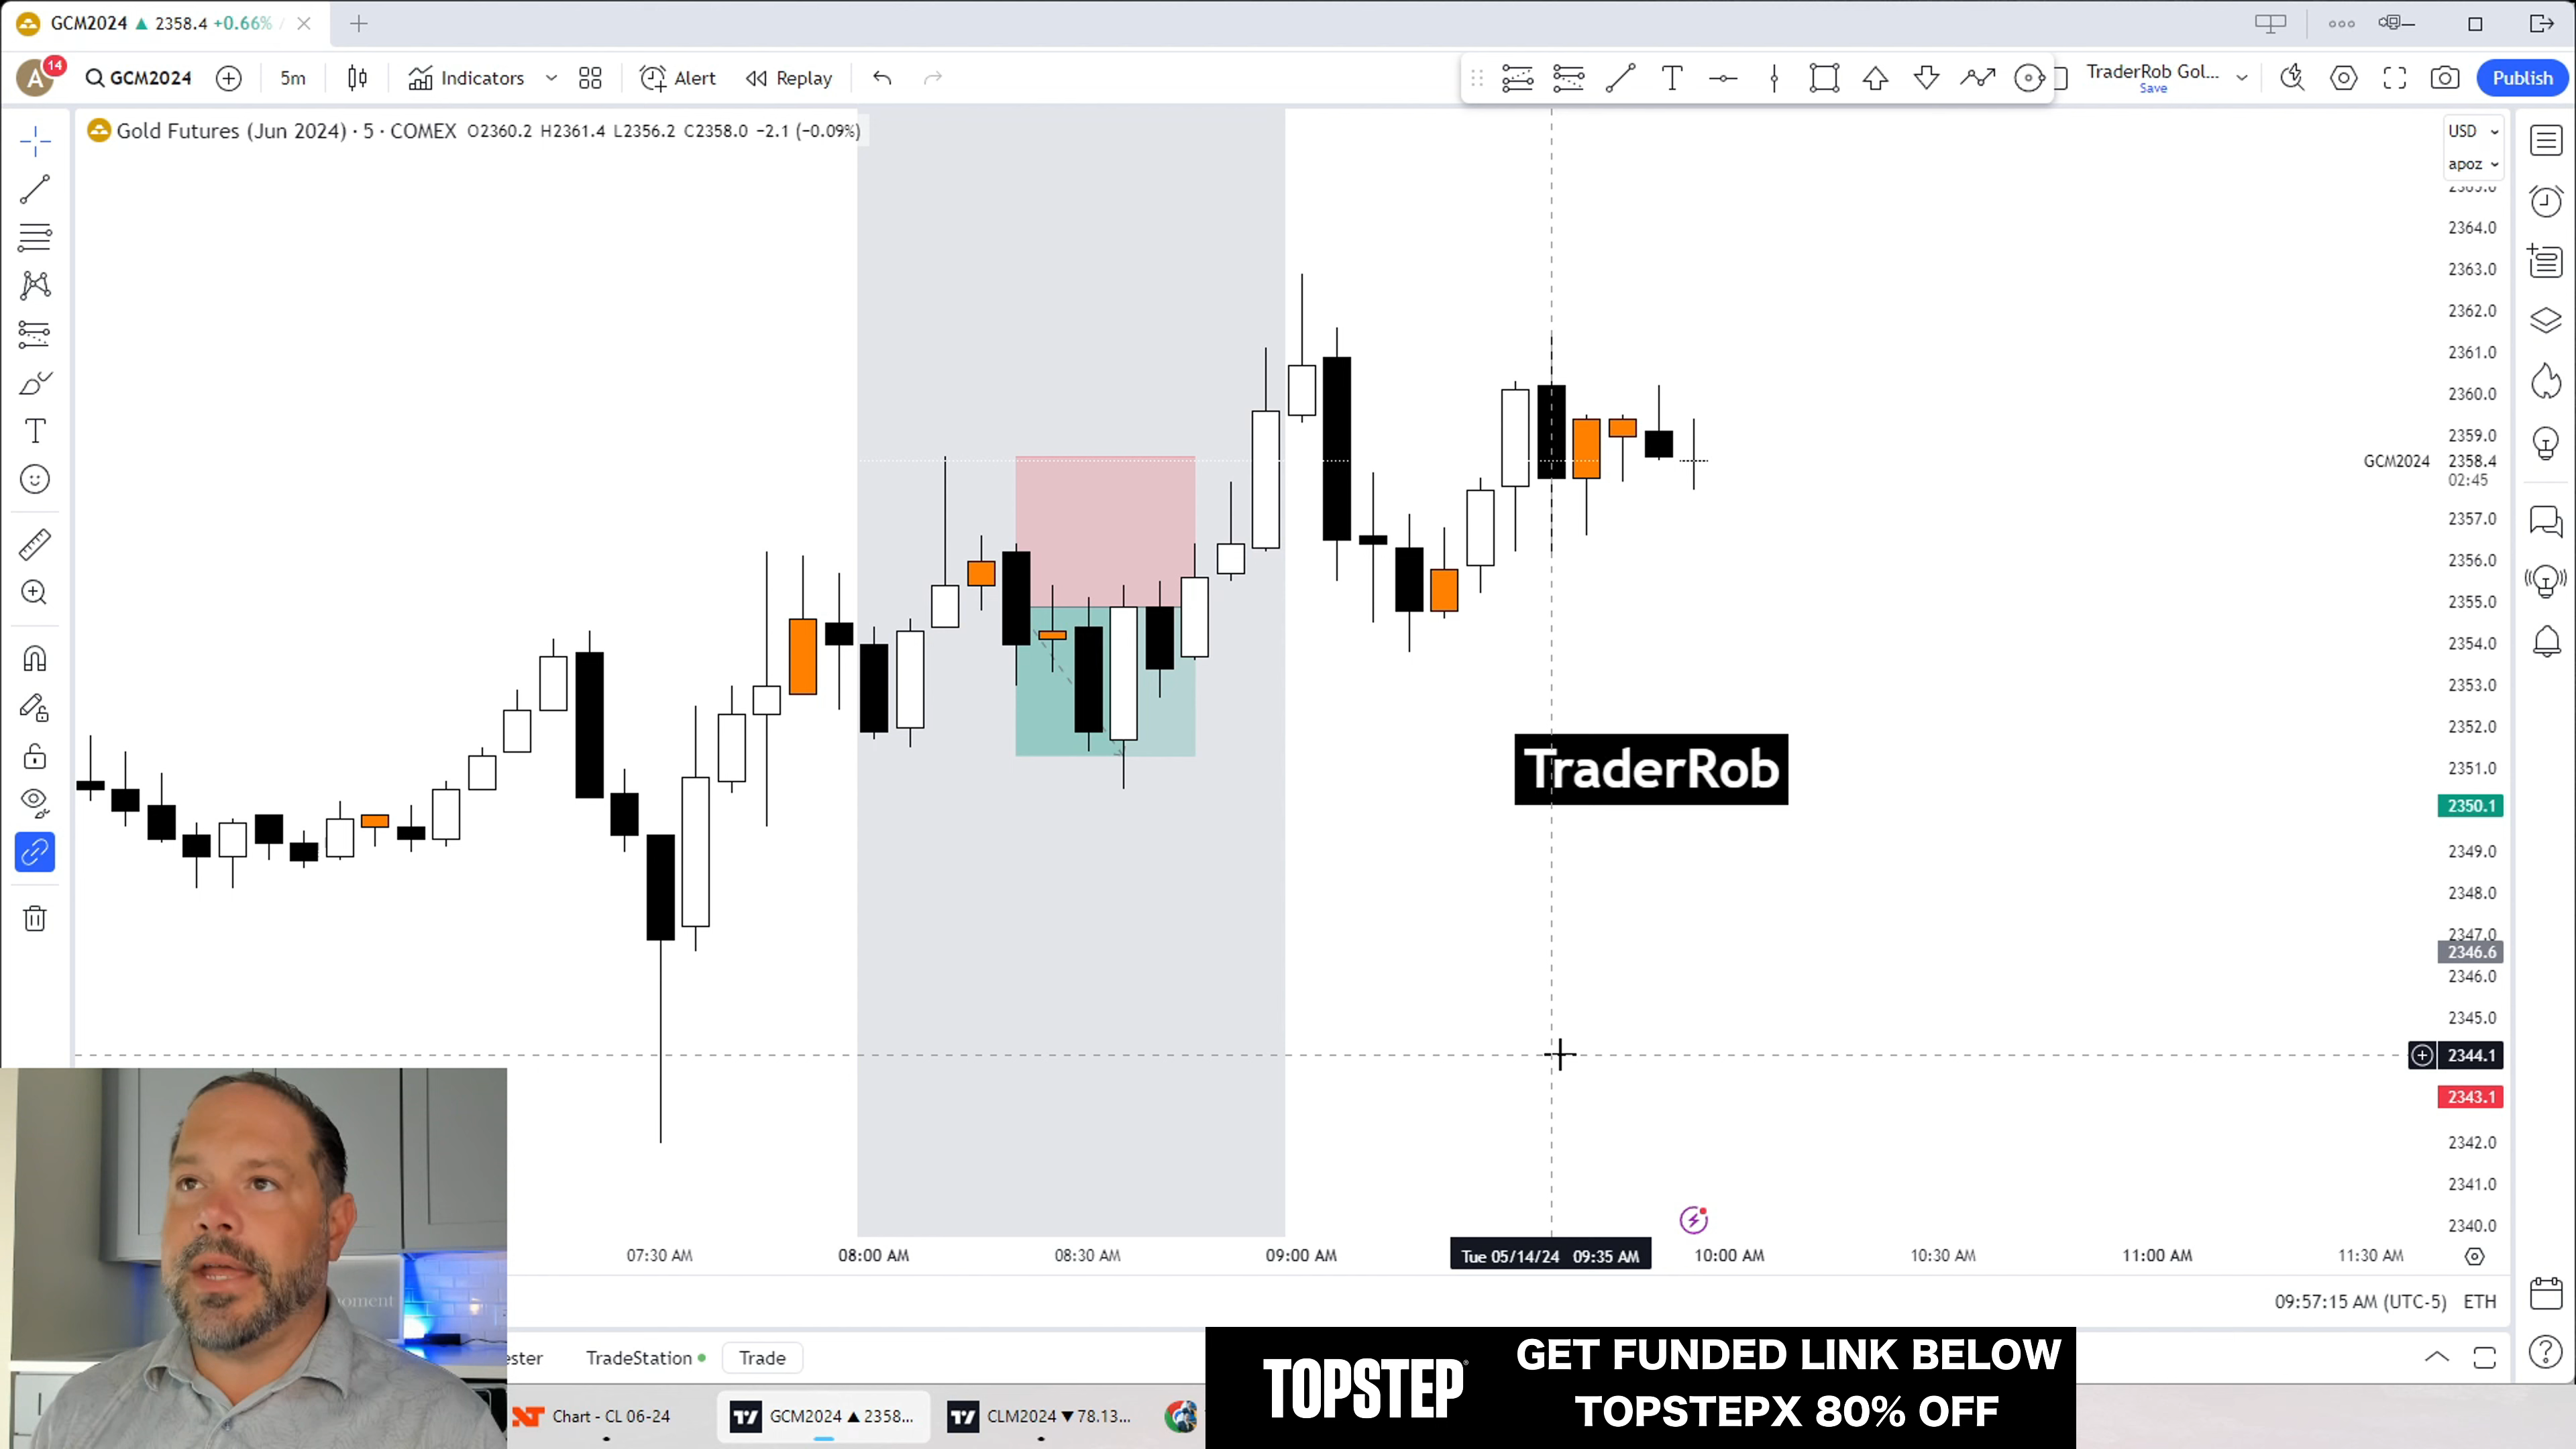 GCM2024 ▲ 2358.4 +0.66% /
A 14 GCM2024 5m Indicators Alert Replay TraderRob Gol... Save Publish
Gold Futures (Jun 2024) · 5 · COMEX O2360.2 H2361.4 L2356.2 C2358.0 −2.1 (−0.09%)
USD
apoz
2364.0
2363.0
2362.0
2361.0
2360.0
2359.0
GCM2024 2358.4
02:45
2357.0
2356.0
2355.0
2354.0
2353.0
2352.0
TraderRob
2351.0
2350.1
2349.0
2348.0
2347.0
2346.6
2346.0
2345.0
2344.1
2343.1
2342.0
2341.0
2340.0
07:30 AM 08:00 AM 08:30 AM 09:00 AM Tue 05/14/24 09:35 AM 10:00 AM 10:30 AM 11:00 AM 11:30 AM
09:57:15 AM (UTC-5) ETH
oment
ester TradeStation Trade
TOPSTEP
GET FUNDED LINK BELOW
TOPSTEPX 80% OFF
Chart - CL 06-24 GCM2024 ▲ 2358... CLM2024 ▼ 78.13...